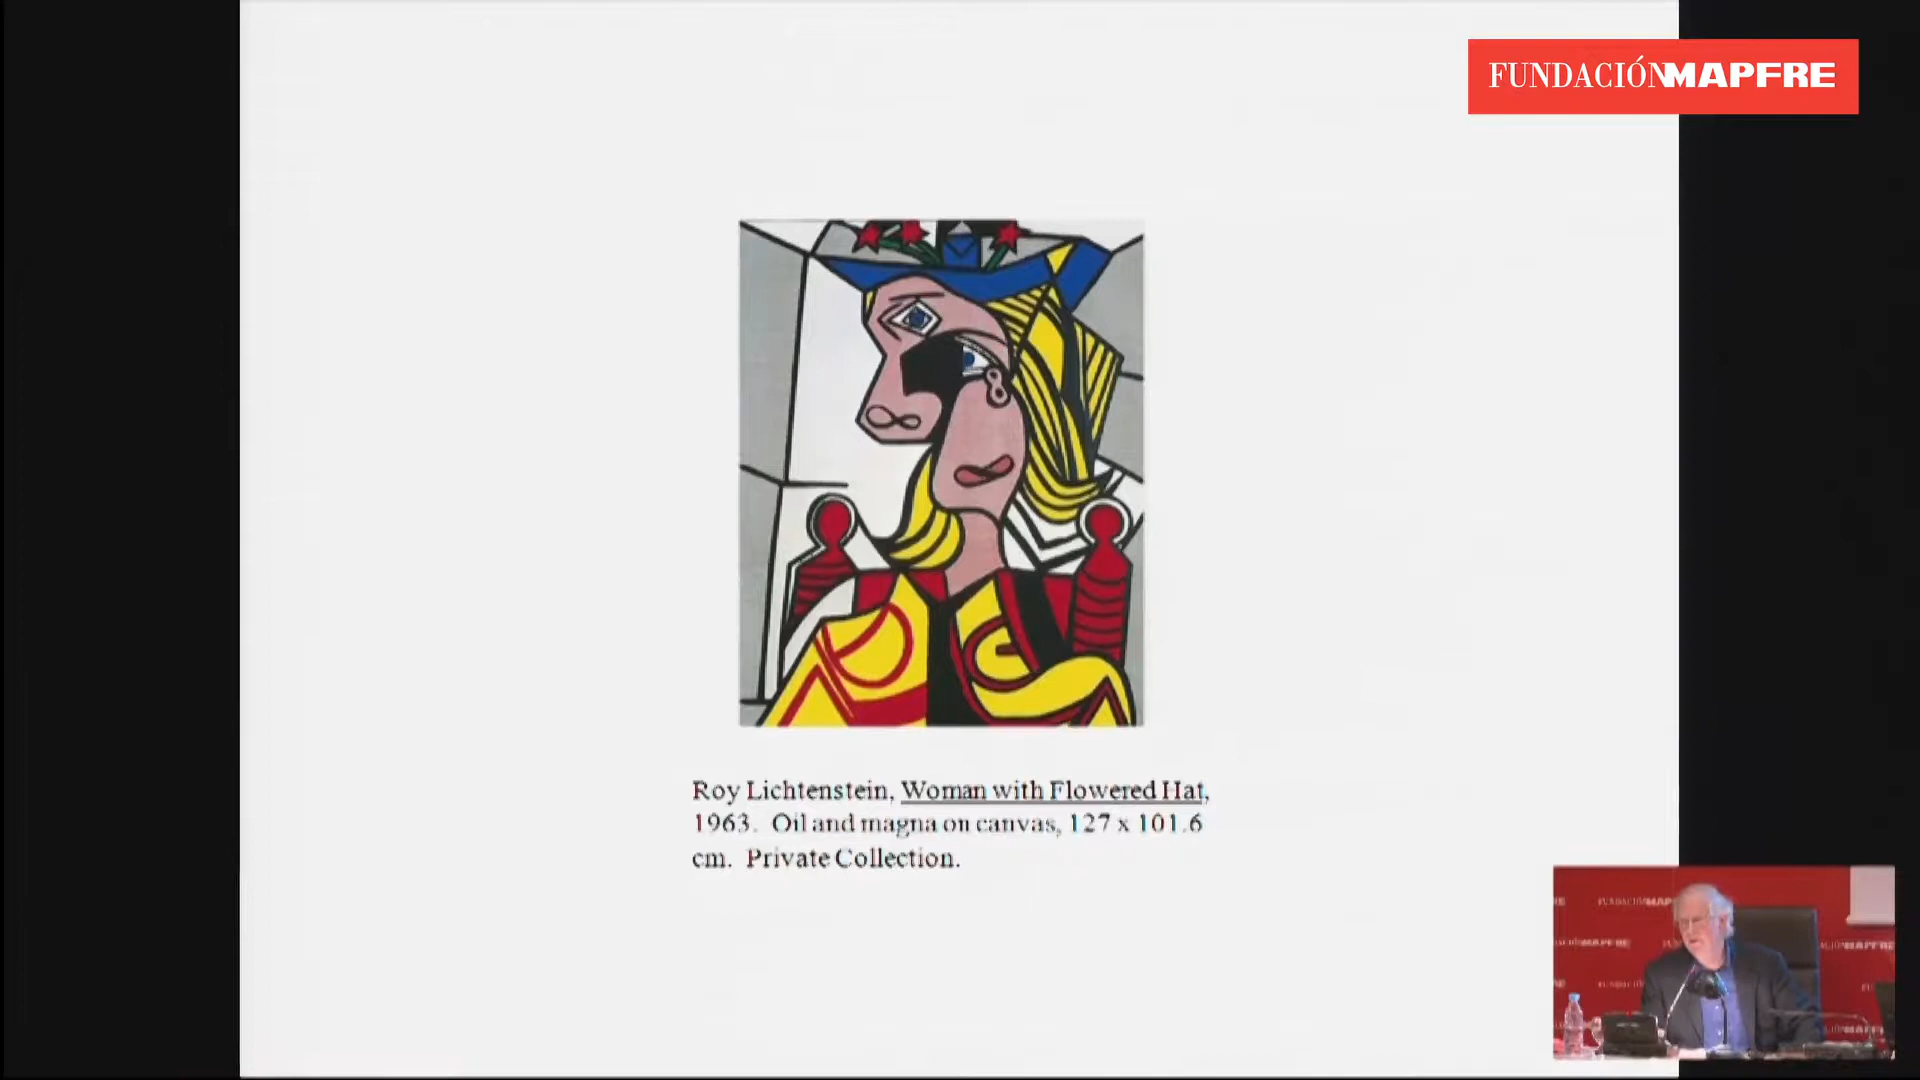 FUNDACIÓNMAPFRE
Roy Lichtenstein, Woman with Flowered Hat,
1963. Oil and magna on canvas, 127 x 101.6
cm. Private Collection.